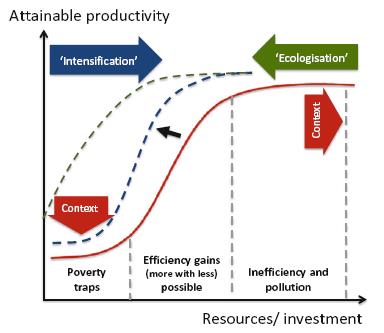 Attainable productivity
'Intensification'
'Ecologisation'
Context
Context
Poverty
traps
Efficiency gains
(more with less)
possible
Inefficiency and
pollution
Resources/ investment